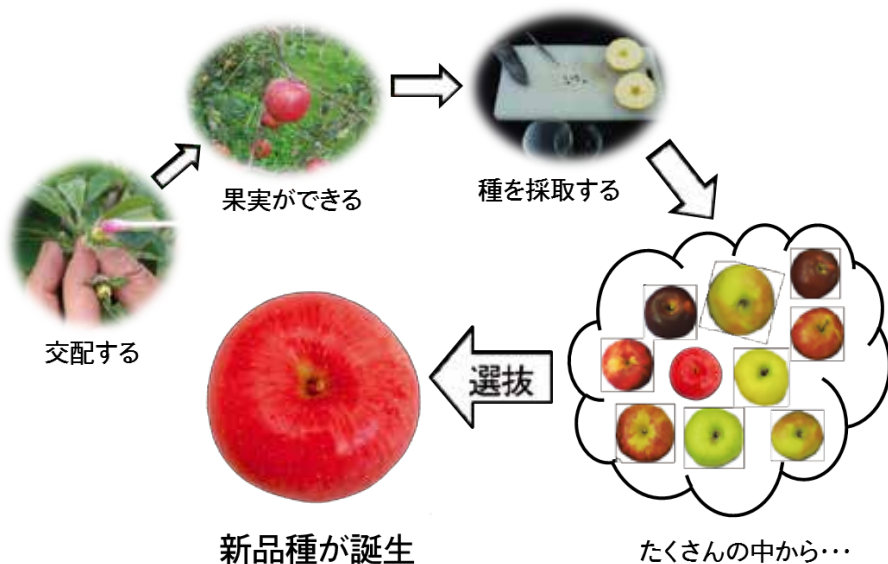 交配する
果実ができる
種を採取する
たくさんの中から・・・
選抜
新品種が誕生